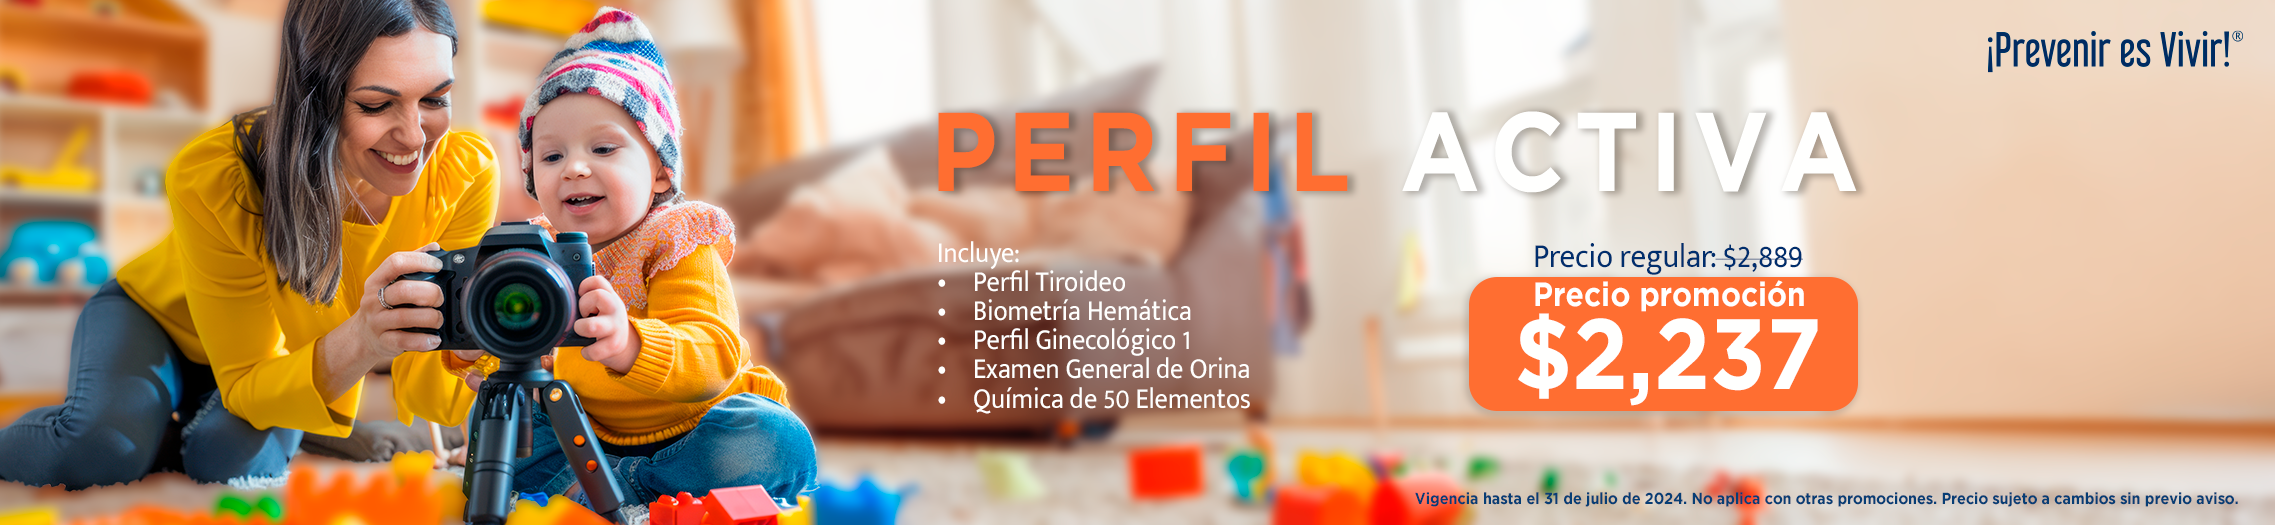 ¡Prevenir es Vivir!®
PERFIL ACTIVA
Incluye:
• Perfil Tiroideo
• Biometría Hemática
• Perfil Ginecológico 1
• Examen General de Orina
• Química de 50 Elementos
Precio regular: $2,889
Precio promoción
$2,237
Vigencia hasta el 31 de julio de 2024. No aplica con otras promociones. Precio sujeto a cambios sin previo aviso.